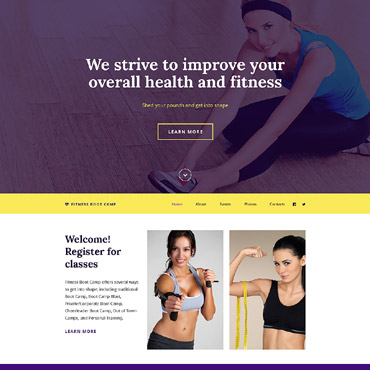 We strive to improve your
overall health and fitness
Shed your pounds and get into shape
LEARN MORE
FITNESS BOOT CAMP
Home
About
Events
Photos
Contacts
Welcome!
Register for
classes
Fitness Boot Camp offers several ways
to get into shape, including traditional
Boot Camp, Boot Camp Blast,
Private/Corporate Boot Camp,
Cheerleader Boot Camp, Out of Town
Camps, and Personal Training.
LEARN MORE